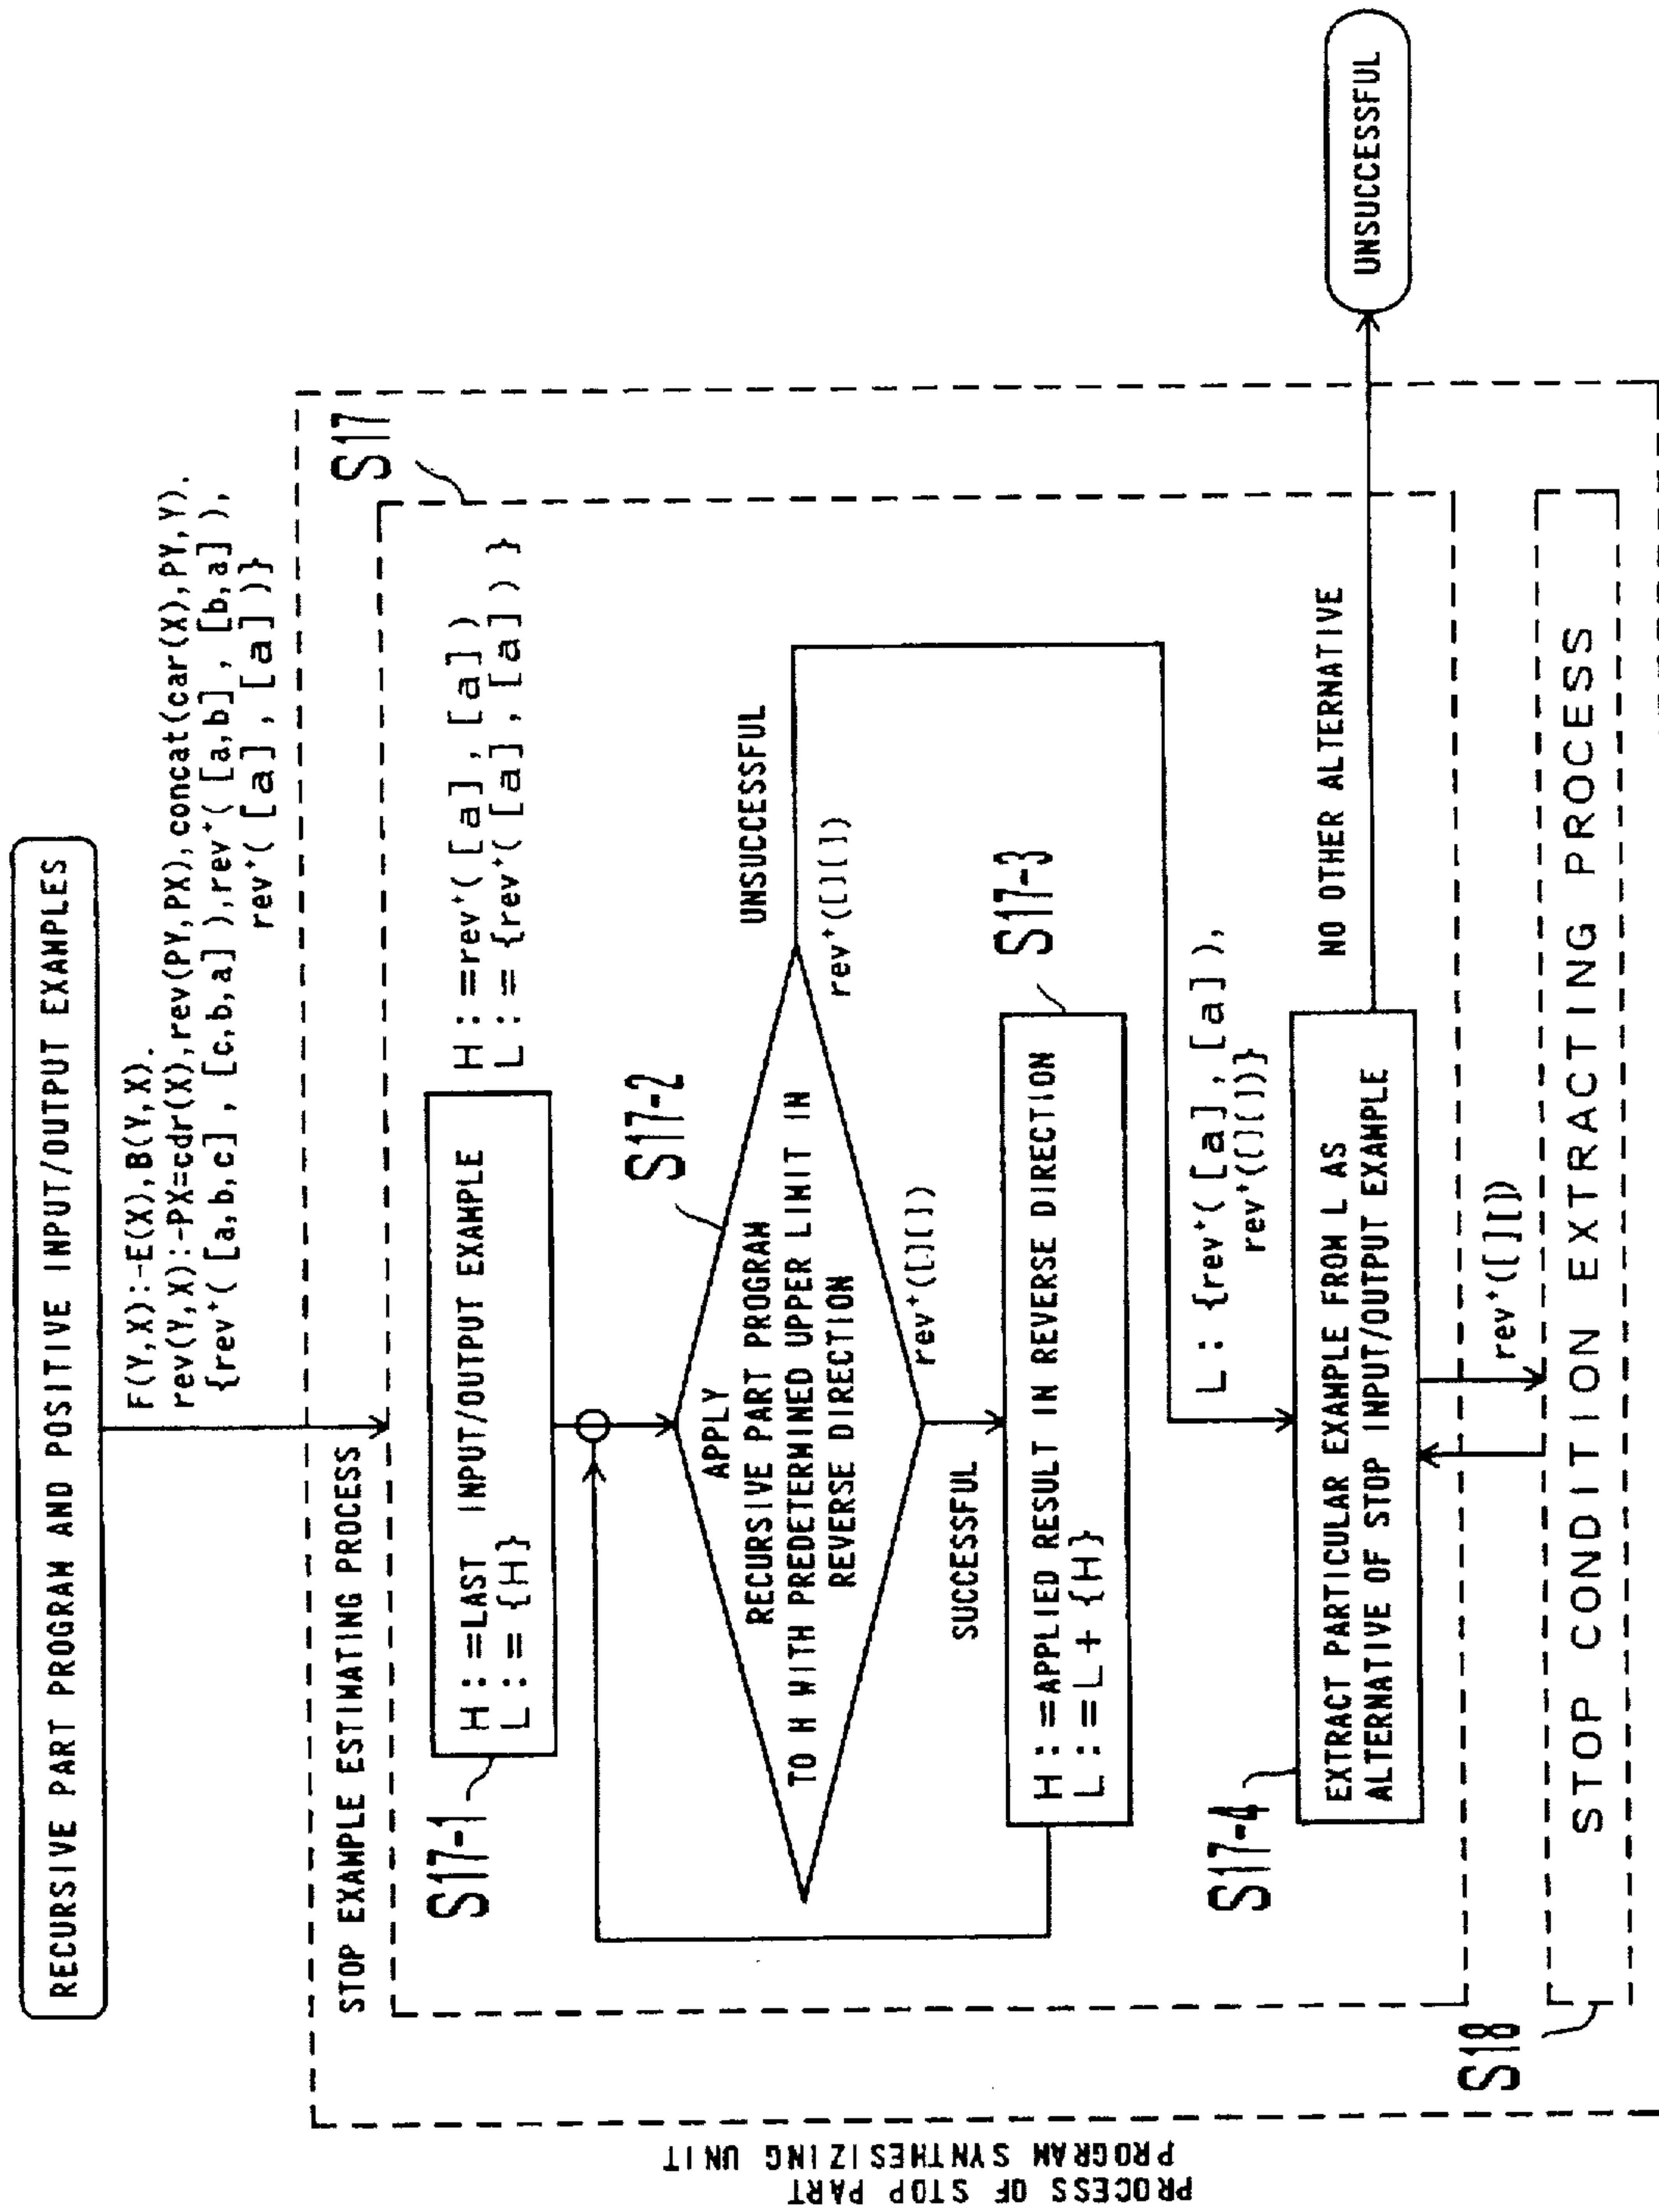 RECURSIVE PART PROGRAM AND POSITIVE INPUT/OUTPUT EXAMPLES
F(Y,X):-E(X),B(Y,X).
rev(Y,X):-PX=cdr(X),rev(PY,PX),concat(car(X),PY,Y).
{rev⁺([a,b,c],[c,b,a]),rev⁺([a,b],[b,a]),
rev⁺([a],[a])}
PROCESS OF STOP PART
PROGRAM SYNTHESIZING UNIT
STOP EXAMPLE ESTIMATING PROCESS
S17
S17-1
H:=LAST INPUT/OUTPUT EXAMPLE
L:={H}
H:=rev⁺([a],[a])
L:={rev⁺([a],[a])}
S17-2
APPLY
RECURSIVE PART PROGRAM
TO H WITH PREDETERMINED UPPER LIMIT IN
REVERSE DIRECTION
UNSUCCESSFUL
rev⁺([][])
SUCCESSFUL
rev⁺([][])
S17-3
H:=APPLIED RESULT IN REVERSE DIRECTION
L:=L+{H}
L:{rev⁺([a],[a]),
rev⁺([][])}
S17-4
EXTRACT PARTICULAR EXAMPLE FROM L AS
ALTERNATIVE OF STOP INPUT/OUTPUT EXAMPLE
NO OTHER ALTERNATIVE
UNSUCCESSFUL
rev⁺([][])
S18
STOP CONDITION EXTRACTING PROCESS